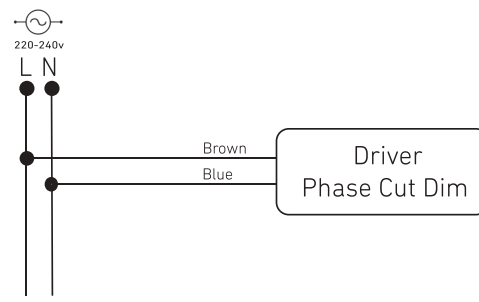 220-240v
L N
Brown
Blue
Driver
Phase Cut Dim